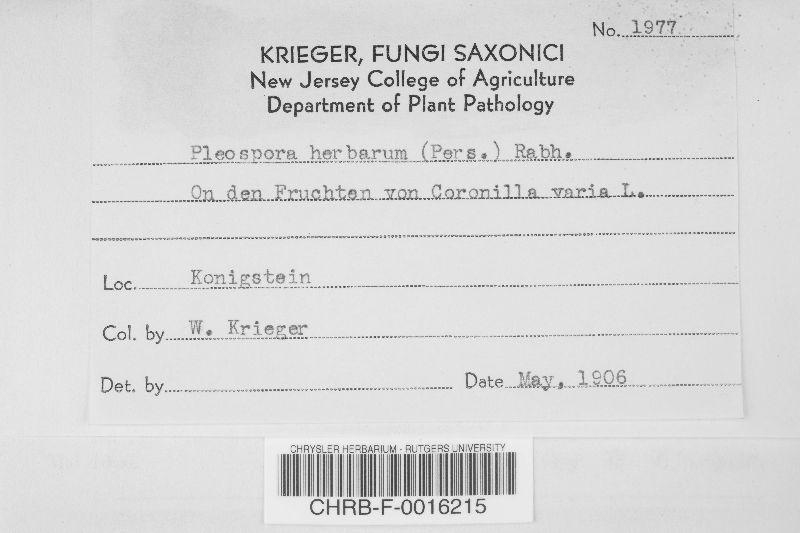 No. 1977
KRIEGER, FUNGI SAXONICI
New Jersey College of Agriculture
Department of Plant Pathology
Pleospora herbarum (Pers.) Rabh.
On den Fruchten von Coronilla varia L.
Loc. Konigstein
Col. by W. Krieger
Det. by Date May, 1906
CHRYSLER HERBARIUM - RUTGERS UNIVERSITY
CHRB-F-0016215